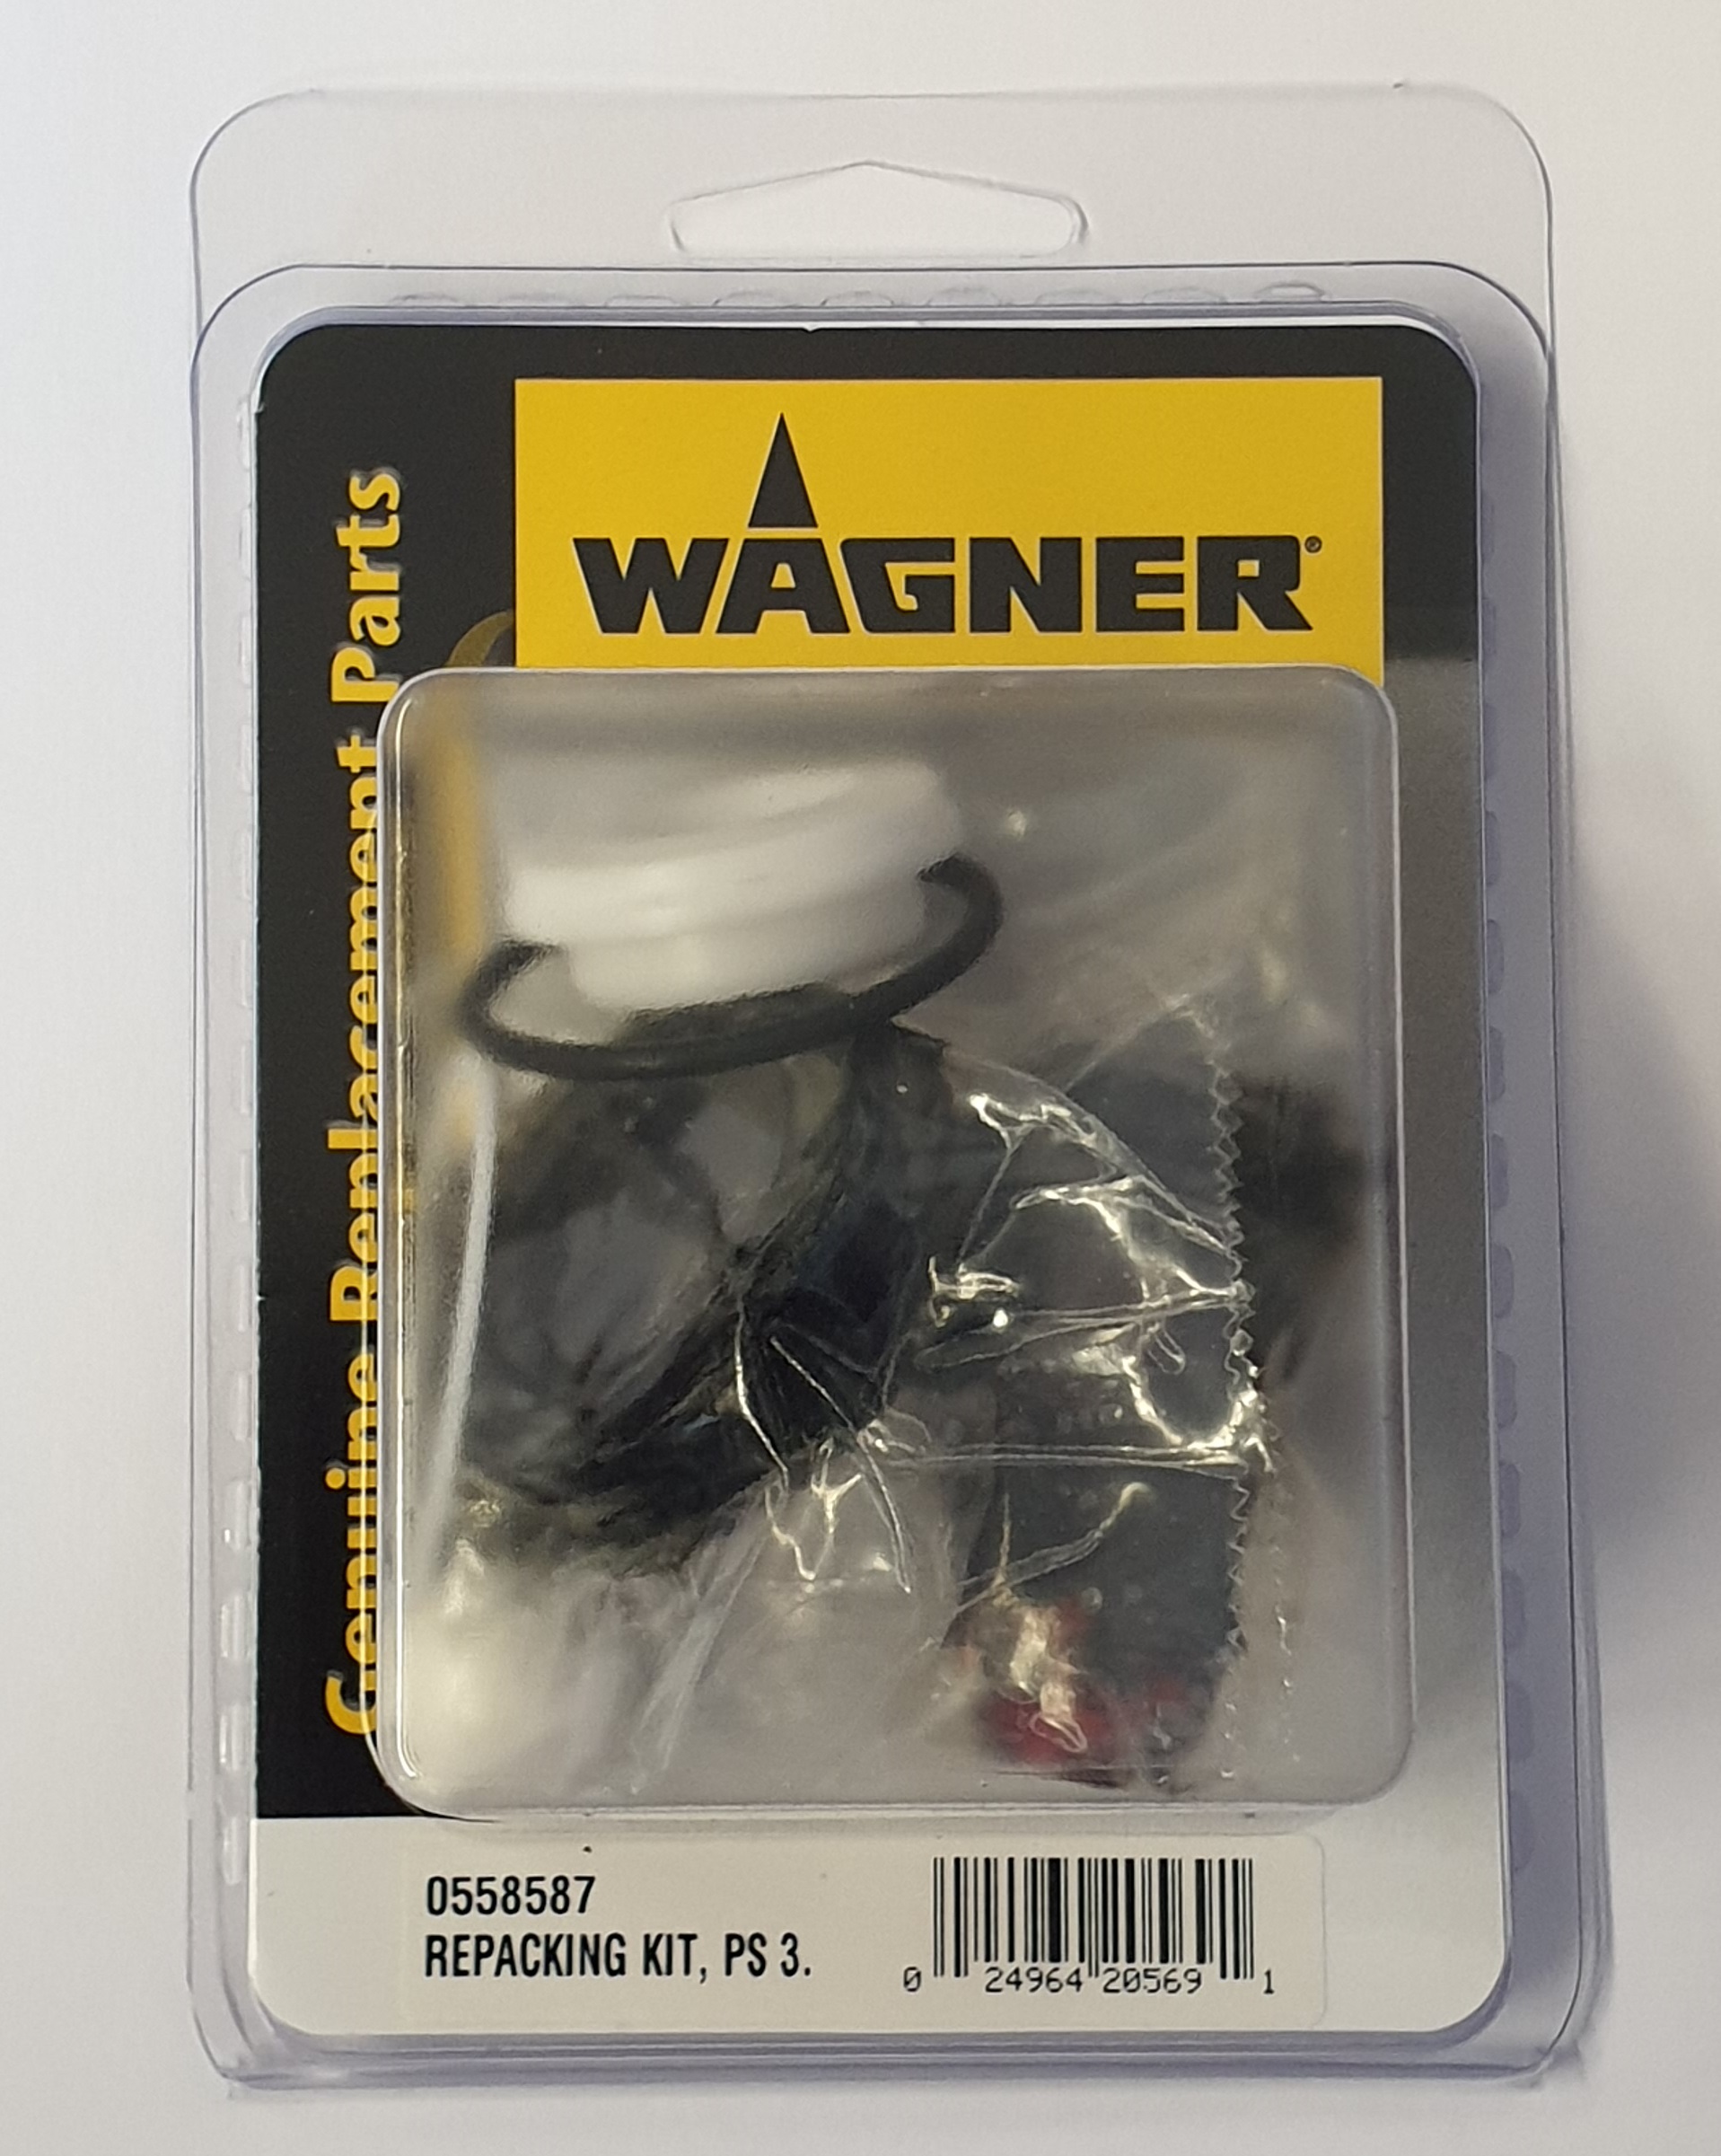 WAGNER®
Genuine Replacement Parts
0558587
REPACKING KIT, PS 3.
0 24964 20569 1